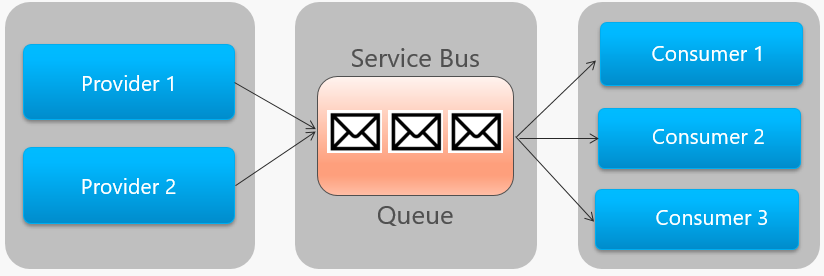 Provider 1
Provider 2
Service Bus
Queue
Consumer 1
Consumer 2
Consumer 3